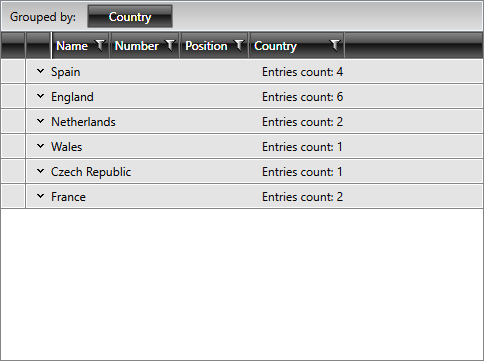 Grouped by: Country
Name Number Position Country
Spain Entries count: 4
England Entries count: 6
Netherlands Entries count: 2
Wales Entries count: 1
Czech Republic Entries count: 1
France Entries count: 2